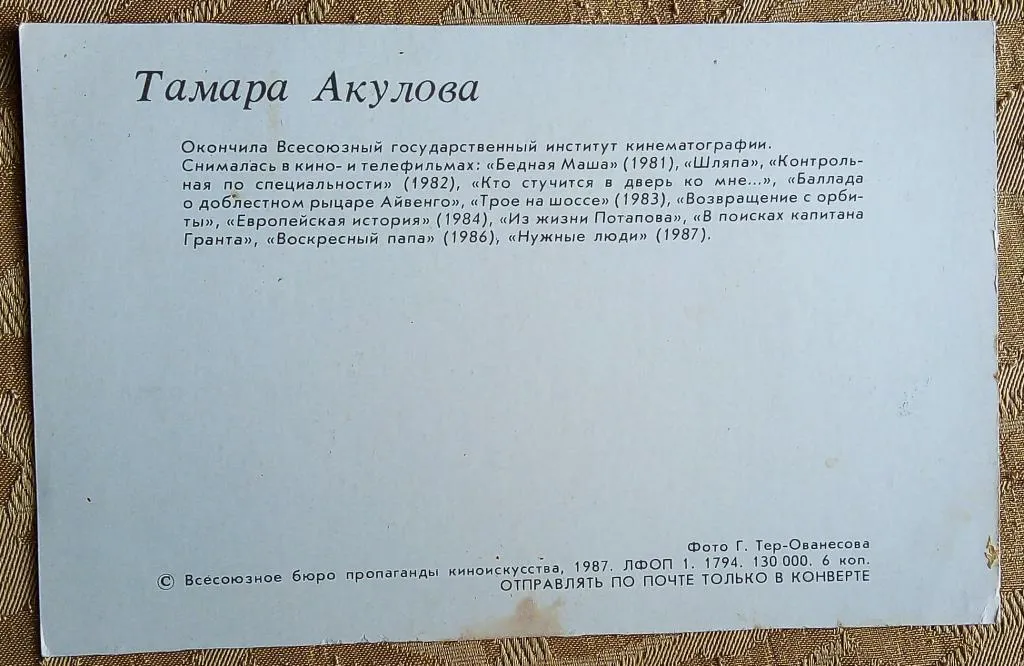 Тамара Акулова
Окончила Всесоюзный государственный институт кинематографии.
Снималась в кино- и телефильмах: «Бедная Маша» (1981), «Шляпа», «Контроль-
ная по специальности» (1982), «Кто стучится в дверь ко мне...», «Баллада
о доблестном рыцаре Айвенго», «Трое на шоссе» (1983), «Возвращение с орби-
ты», «Европейская история» (1984), «Из жизни Потапова», «В поисках капитана
Гранта», «Воскресный папа» (1986), «Нужные люди» (1987).
Фото Г. Тер-Ованесова
© Всесоюзное бюро пропаганды киноискусства, 1987. ЛФОП 1. 1794. 130 000. 6 коп.
ОТПРАВЛЯТЬ ПО ПОЧТЕ ТОЛЬКО В КОНВЕРТЕ